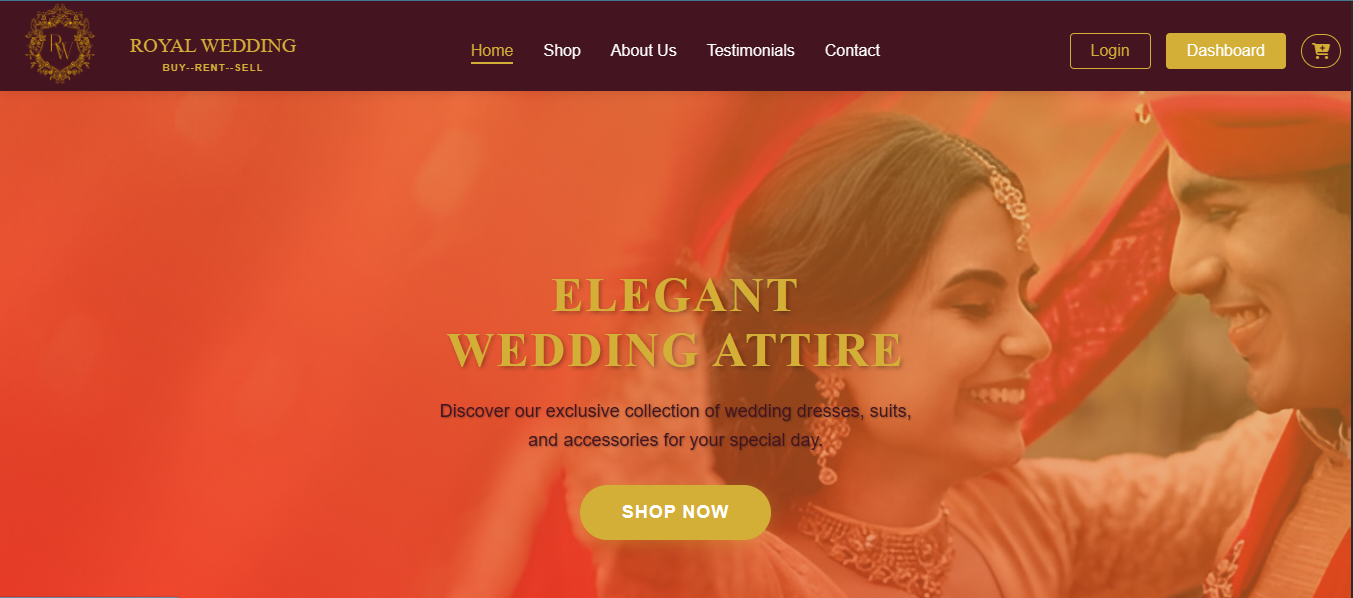 RW
ROYAL WEDDING
BUY--RENT--SELL
Home
Shop
About Us
Testimonials
Contact
Login
Dashboard
ELEGANT
WEDDING ATTIRE
Discover our exclusive collection of wedding dresses, suits,
and accessories for your special day.
SHOP NOW